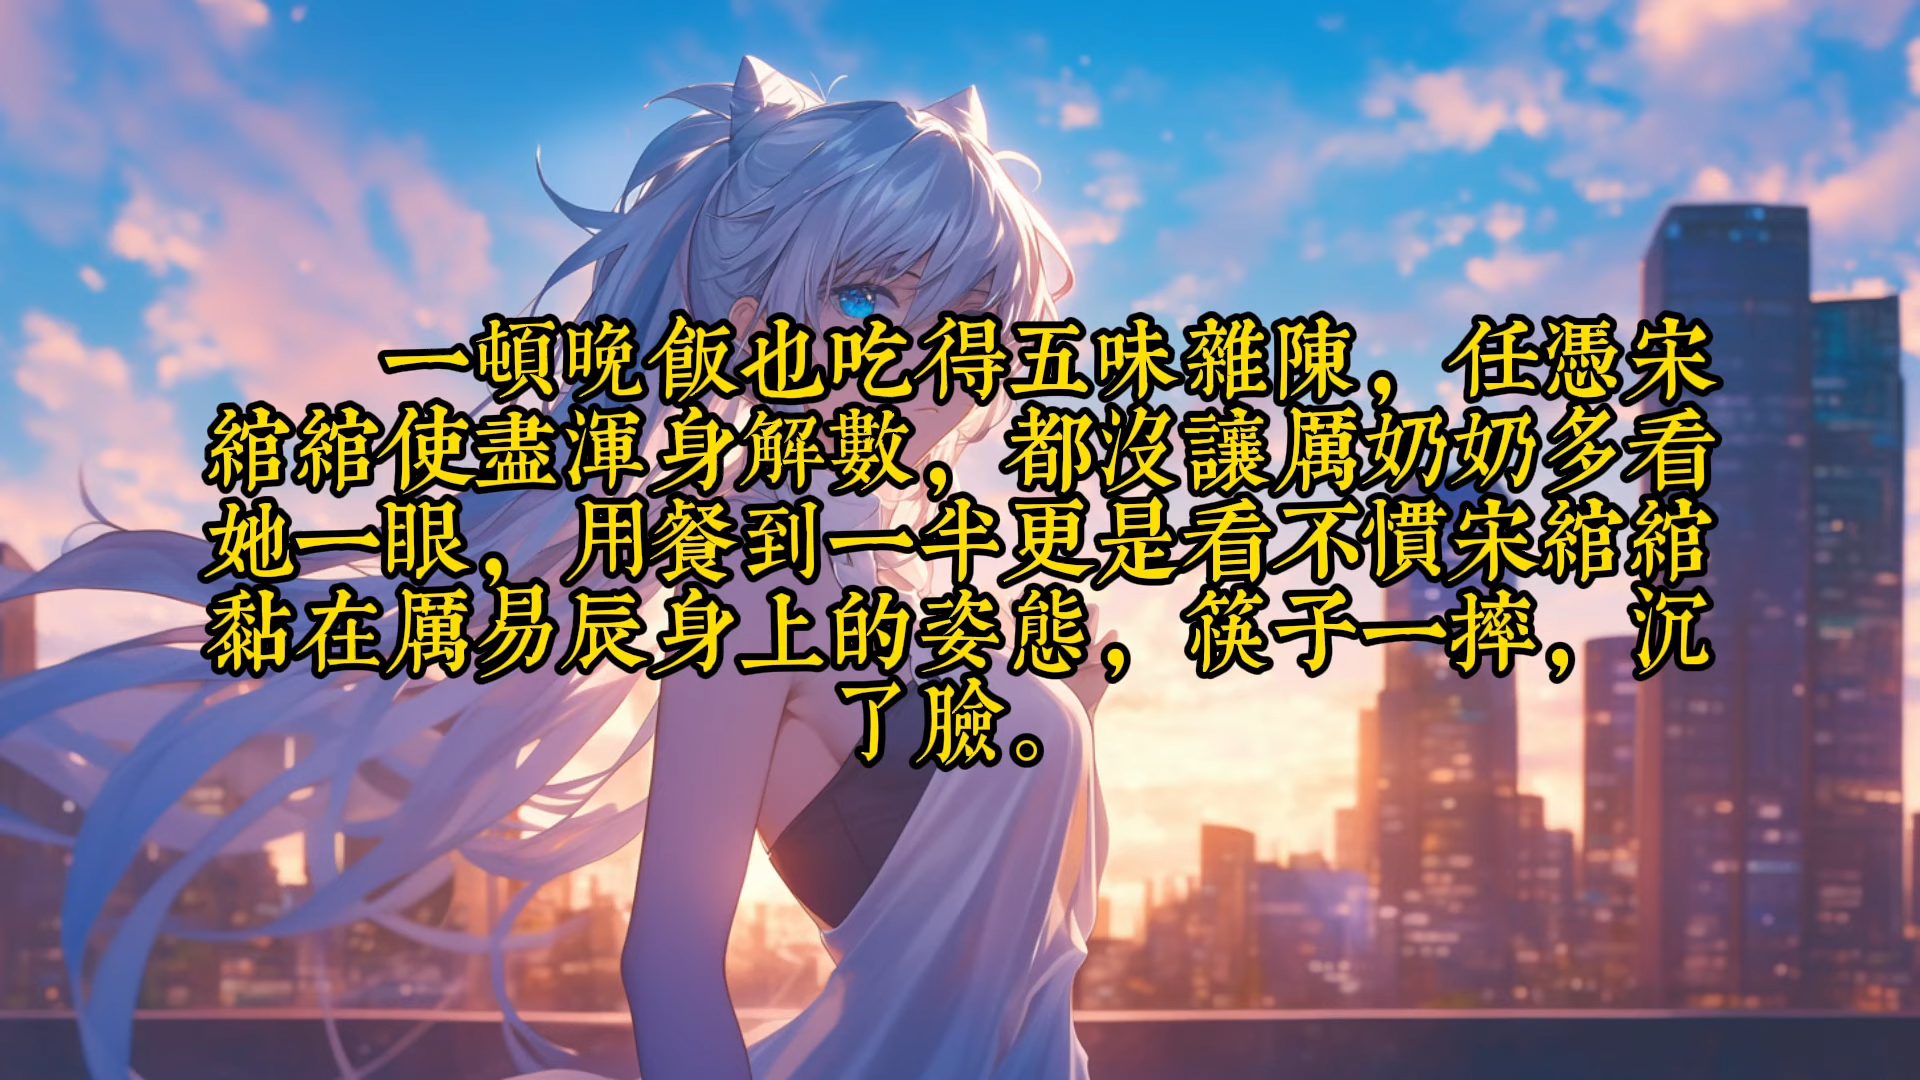 一頓晚飯也吃得五味雜陳，任憑宋
綰綰使盡渾身解數，都沒讓厲奶奶多看
她一眼，用餐到一半更是看不慣宋綰綰
黏在厲易辰身上的姿態，筷子一摔，沉
了臉。